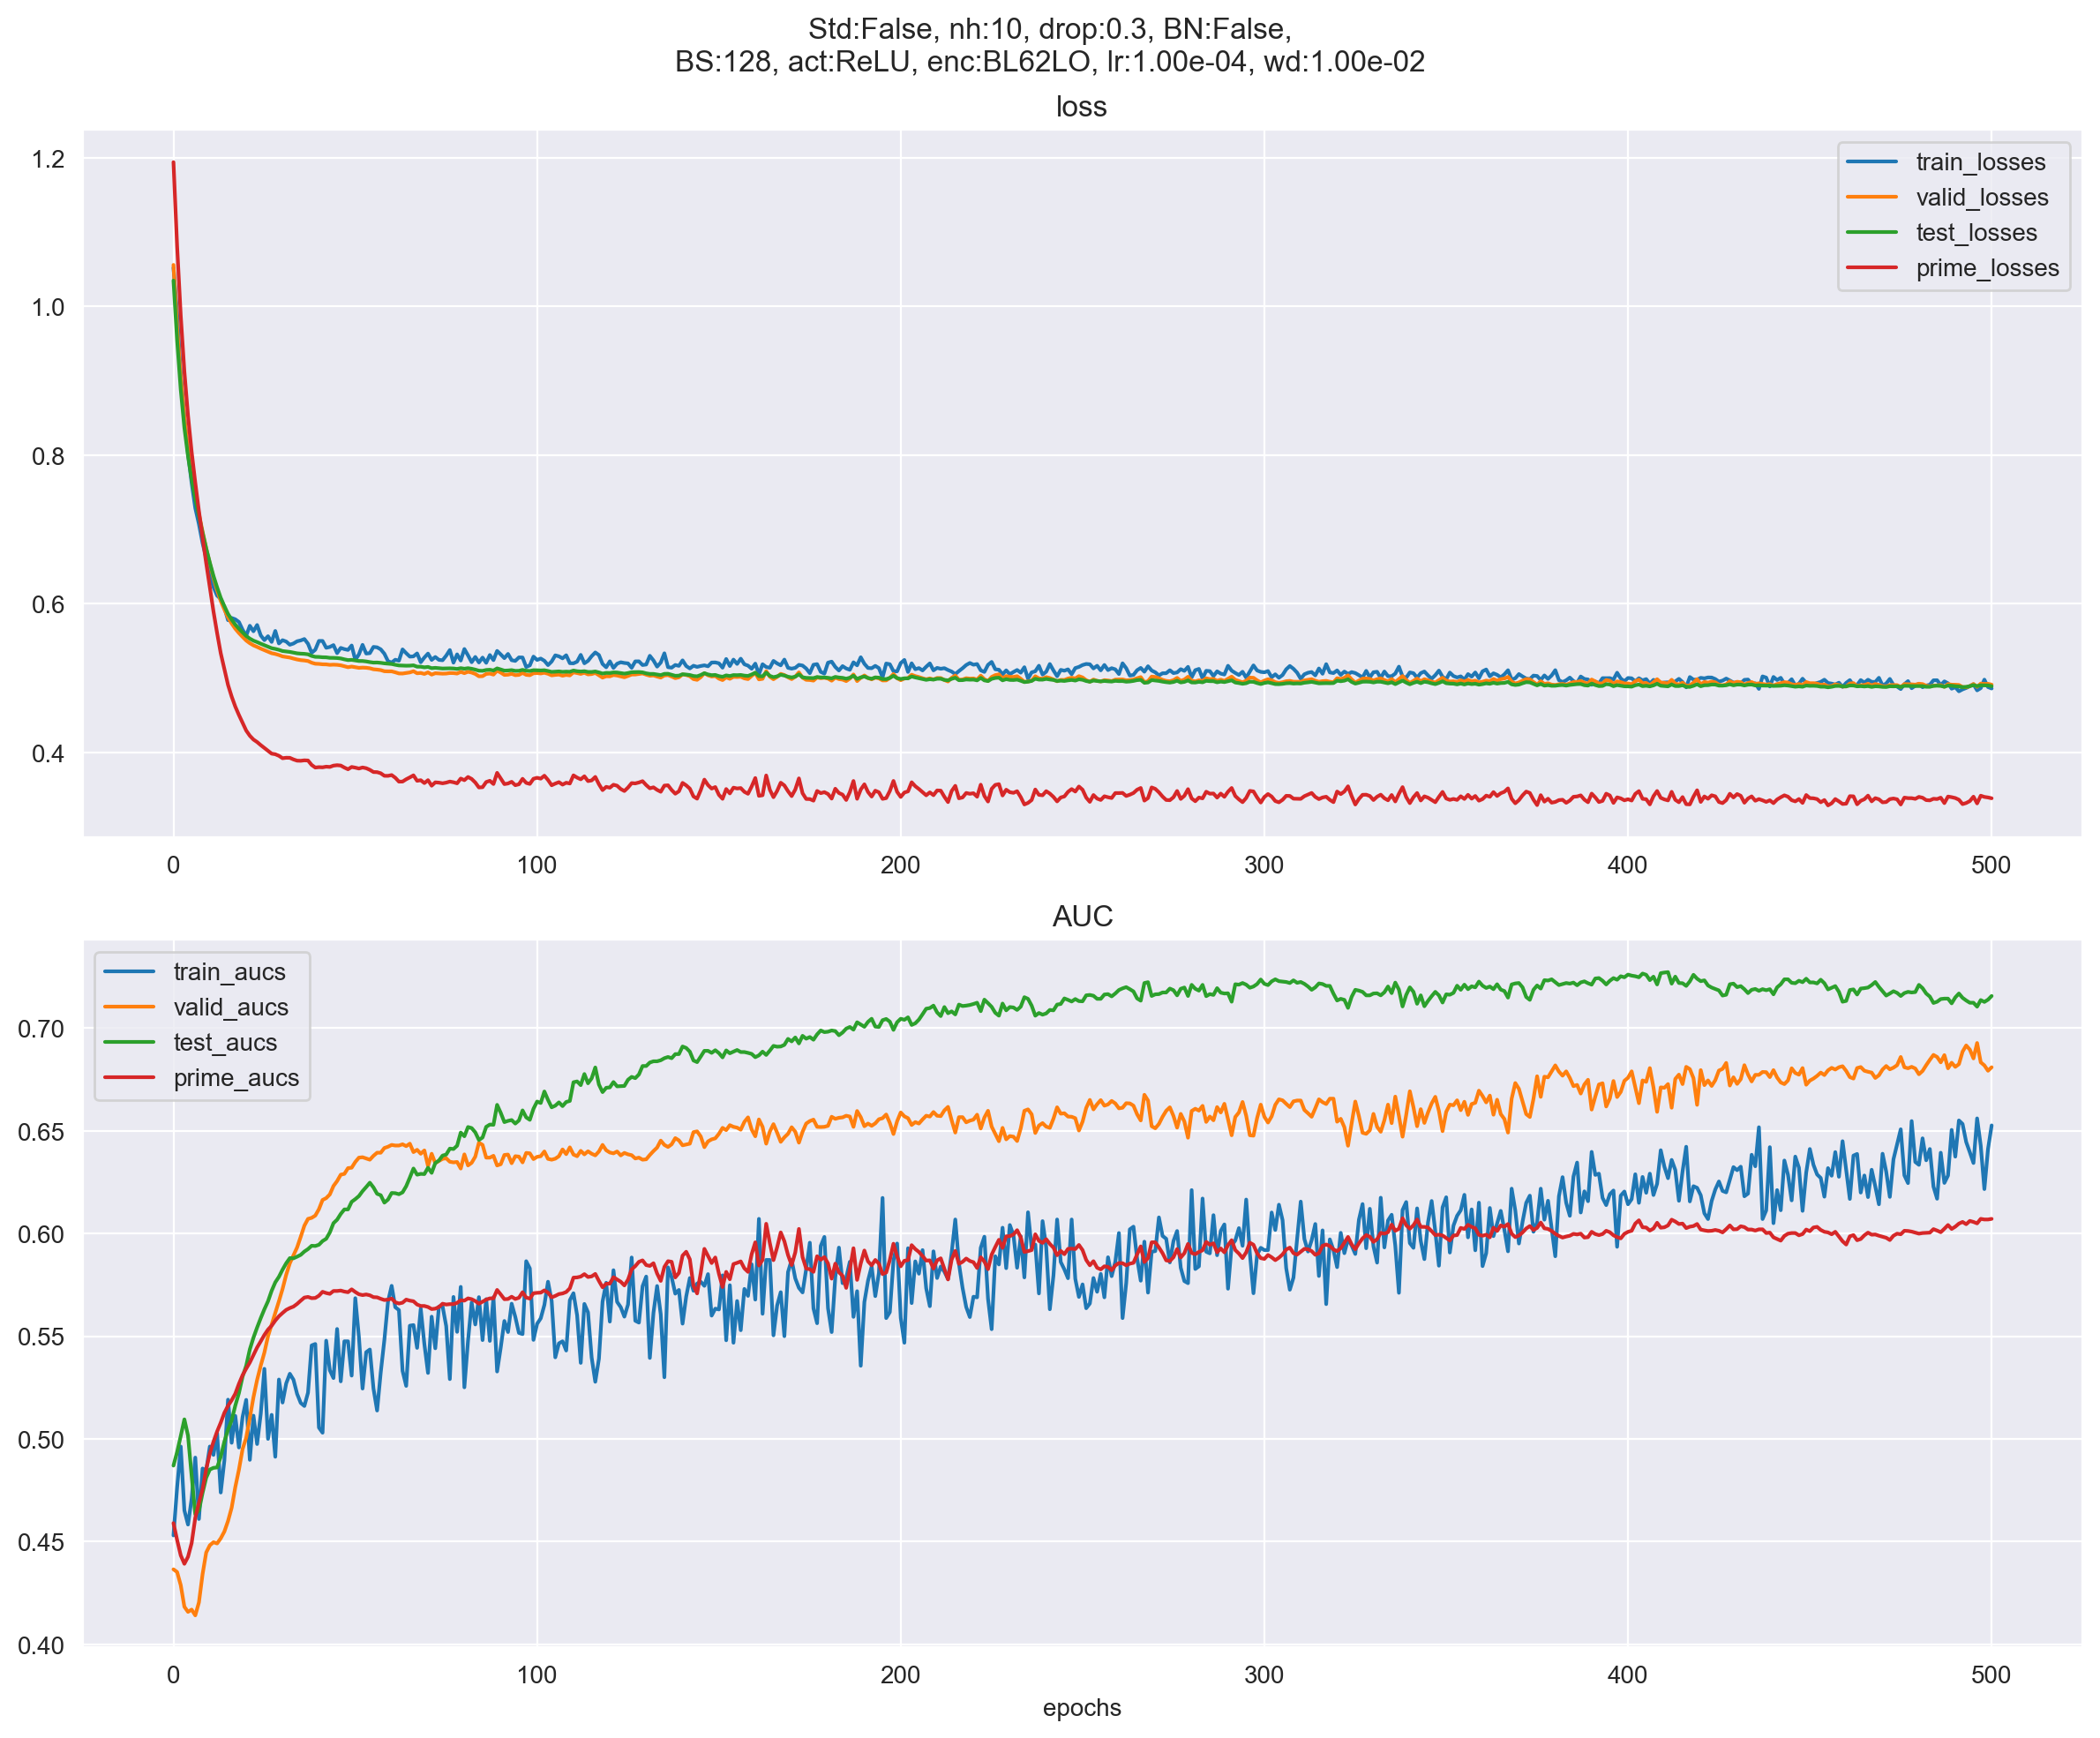 Std:False, nh:10, drop:0.3, BN:False,
BS:128, act:ReLU, enc:BL62LO, lr:1.00e-04, wd:1.00e-02
loss
1.2
1.0
0.8
0.6
0.4
train_losses
valid_losses
test_losses
prime_losses
0 100 200 300 400 500
AUC
train_aucs
valid_aucs
test_aucs
prime_aucs
0.70
0.65
0.60
0.55
0.50
0.45
0.40
0 100 200 300 400 500
epochs